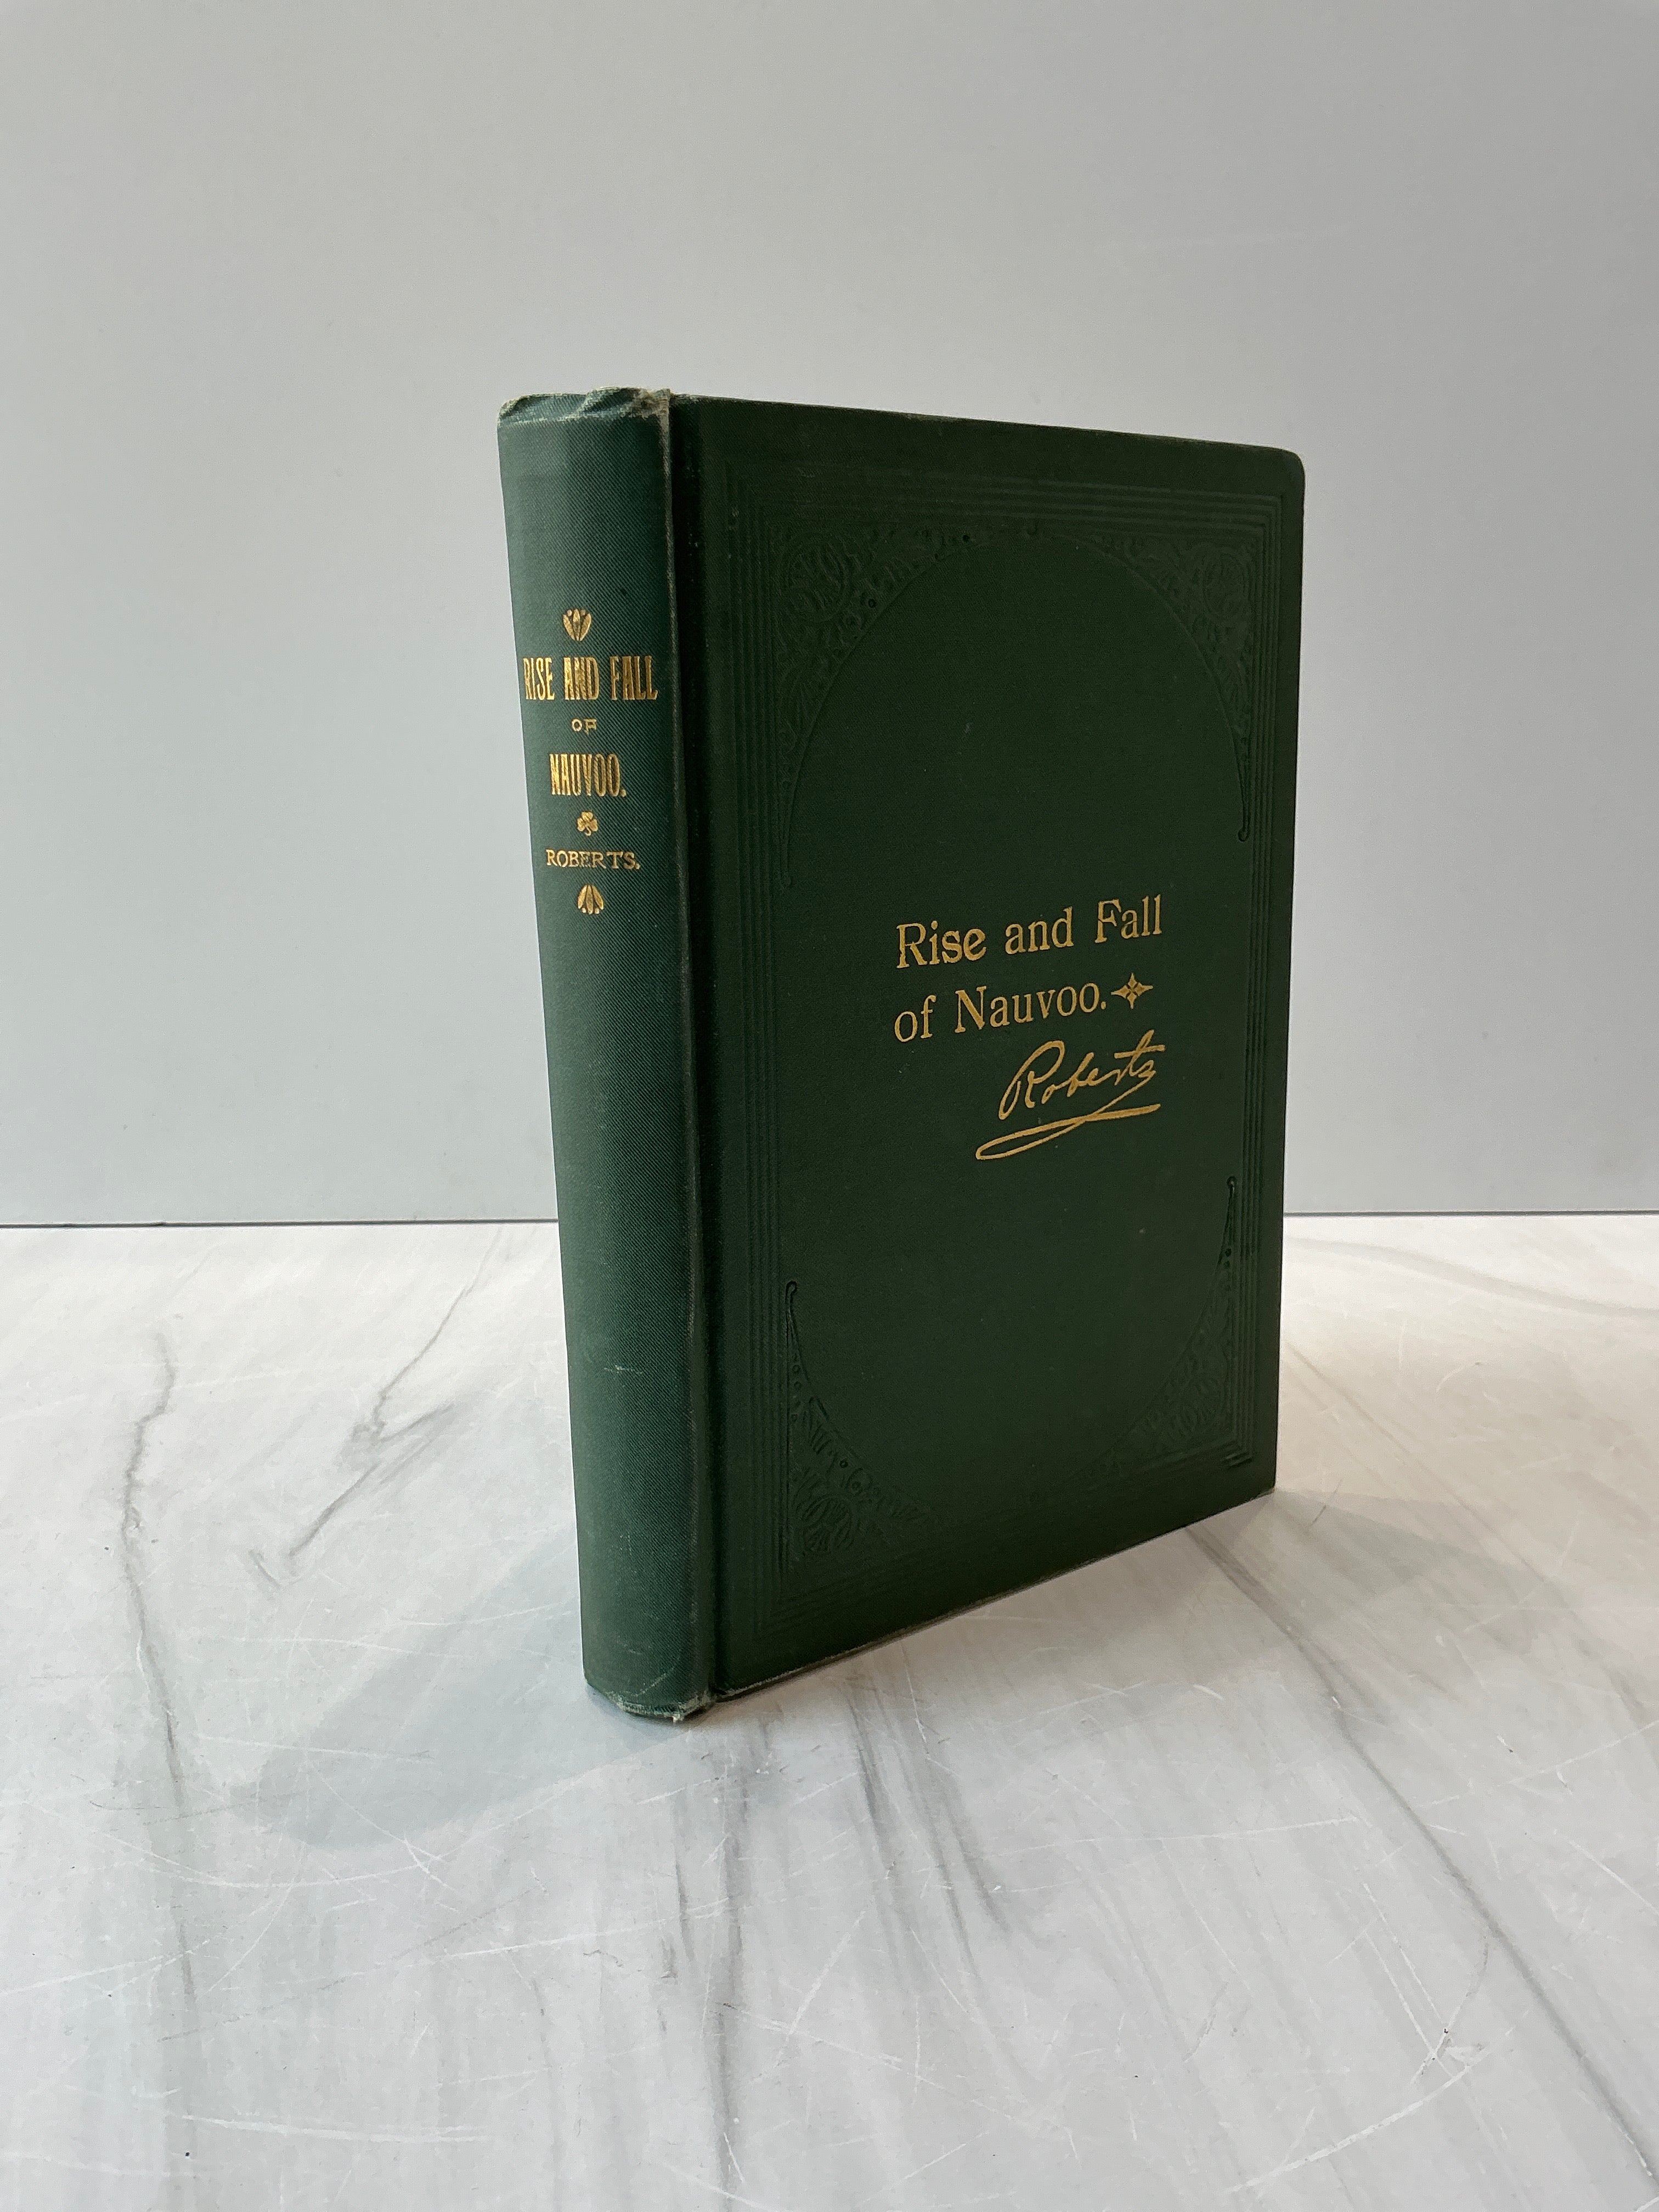 RISE AND FALL
OF
NAUVOO.
ROBERTS.
Rise and Fall
of Nauvoo.
Roberts